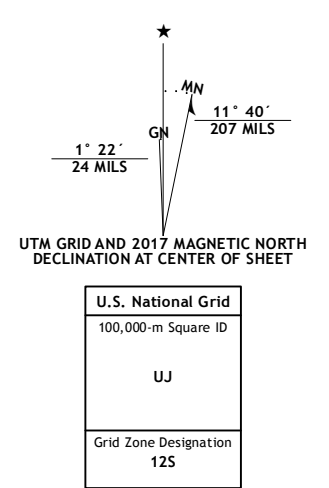 MN
11° 40´
207 MILS
GN
1° 22´
24 MILS
UTM GRID AND 2017 MAGNETIC NORTH
DECLINATION AT CENTER OF SHEET
U.S. National Grid
100,000-m Square ID
UJ
Grid Zone Designation
12S